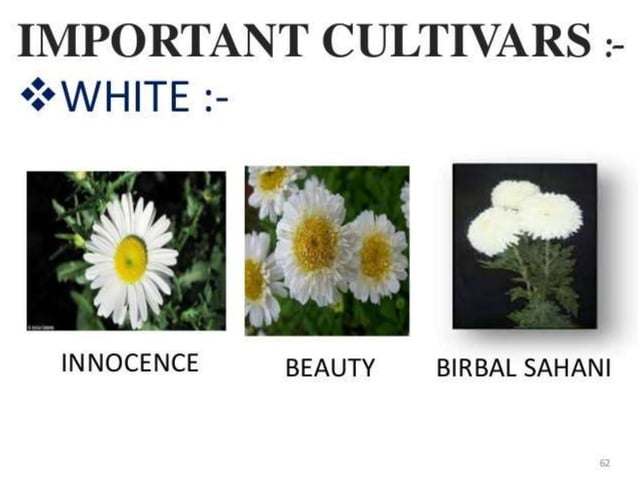 IMPORTANT CULTIVARS :-
❖WHITE :-
INNOCENCE
BEAUTY
BIRBAL SAHANI
62